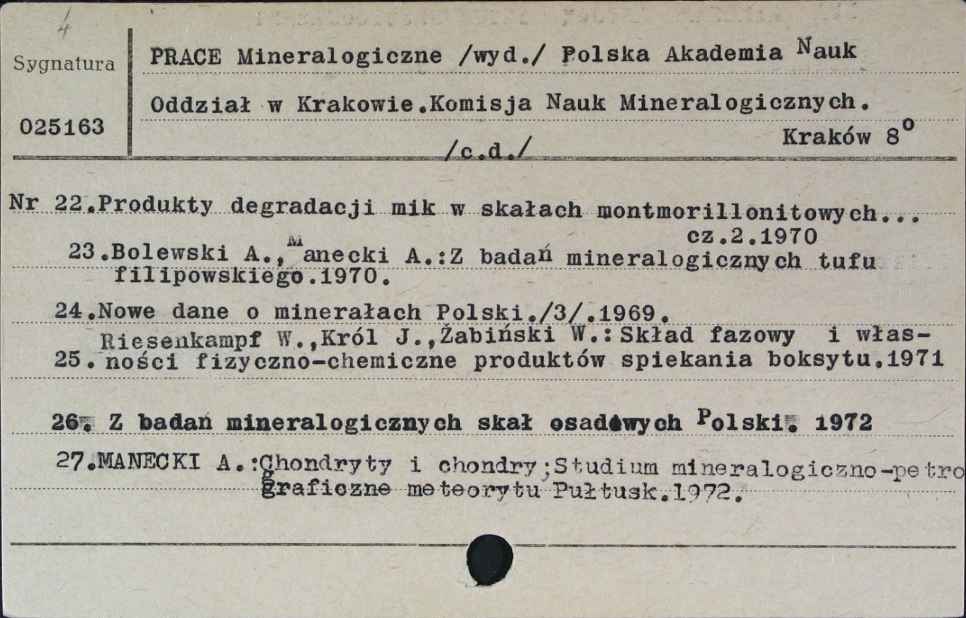 4
Sygnatura
025163
PRACE Mineralogiczne /wyd./ Polska Akademia Nauk
Oddział w Krakowie.Komisja Nauk Mineralogicznych.
Kraków 8°
/c.d./
Nr 22.Produkty degradacji mik w skałach montmorillonitowych...
cz.2.1970
23.Bolewski A.,Manecki A.:Z badań mineralogicznych tufu
filipowskiego.1970.
24.Nowe dane o minerałach Polski./3/.1969.
Riesenkampf W.,Król J.,Żabiński W.:Skład fazowy i włas-
25. ności fizyczno-chemiczne produktów spiekania boksytu.1971
26. Z badań mineralogicznych skał osadowych Polski. 1972
27.MANECKI A.:Chondryty i chondry;Studium mineralogiczno-petro
graficzne meteorytu Pułtusk.1972.